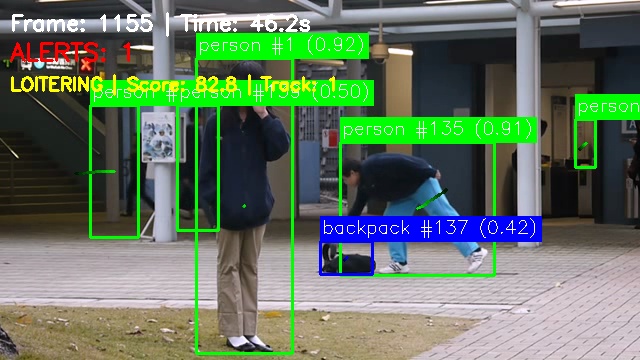 Frame: 1155 | Time: 46.2s
ALERTS: 1
LOITERING | Score: 82.8 | Track: 1
person #1 (0.92)
(0.50)
person #135 (0.91)
person
backpack #137 (0.42)